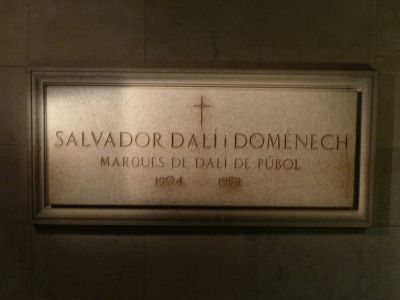 SALVADOR DALÍ i DOMÈNECH
MARQUÈS DE DALÍ DE PÚBOL
1904 1989